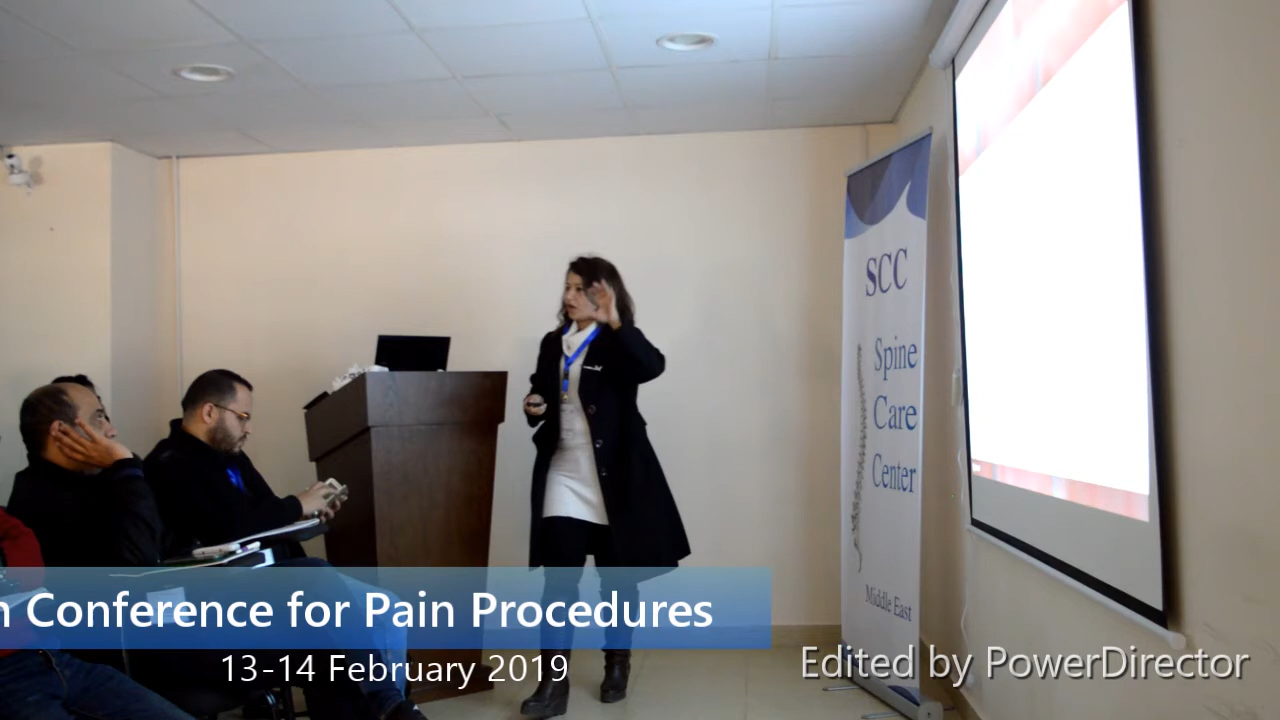 SCC
Spine
Care
Center
Middle East
n Conference for Pain Procedures
13-14 February 2019
Edited by PowerDirector